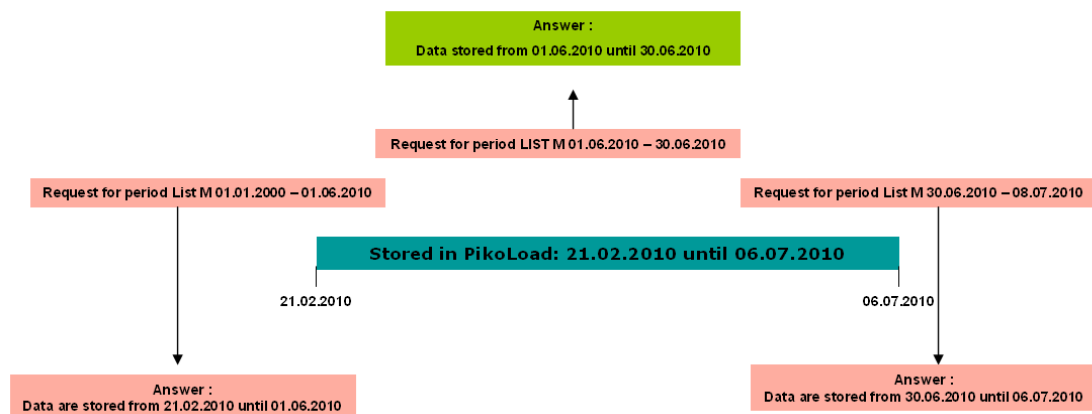 Answer :
Data stored from 01.06.2010 until 30.06.2010
Request for period LIST M 01.06.2010 – 30.06.2010
Request for period List M 01.01.2000 – 01.06.2010
Request for period List M 30.06.2010 – 08.07.2010
Stored in PikoLoad: 21.02.2010 until 06.07.2010
21.02.2010
06.07.2010
Answer :
Data are stored from 21.02.2010 until 01.06.2010
Answer :
Data are stored from 30.06.2010 until 06.07.2010